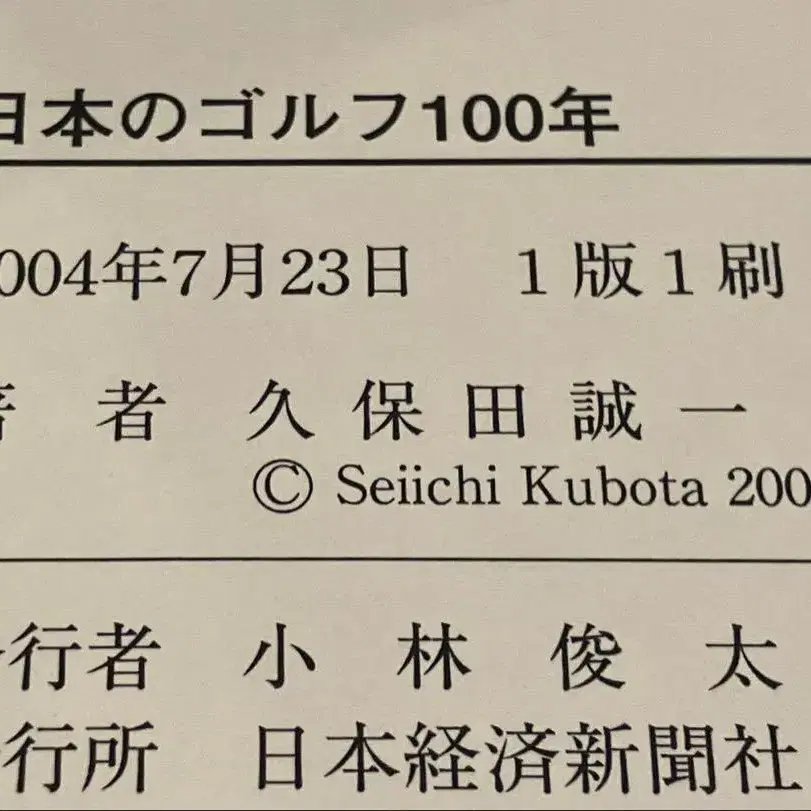 日本のゴルフ100年
004年7月23日 1版1刷
著 者 久保田誠一
© Seiichi Kubota 200
行者 小林俊太
行所 日本経済新聞社